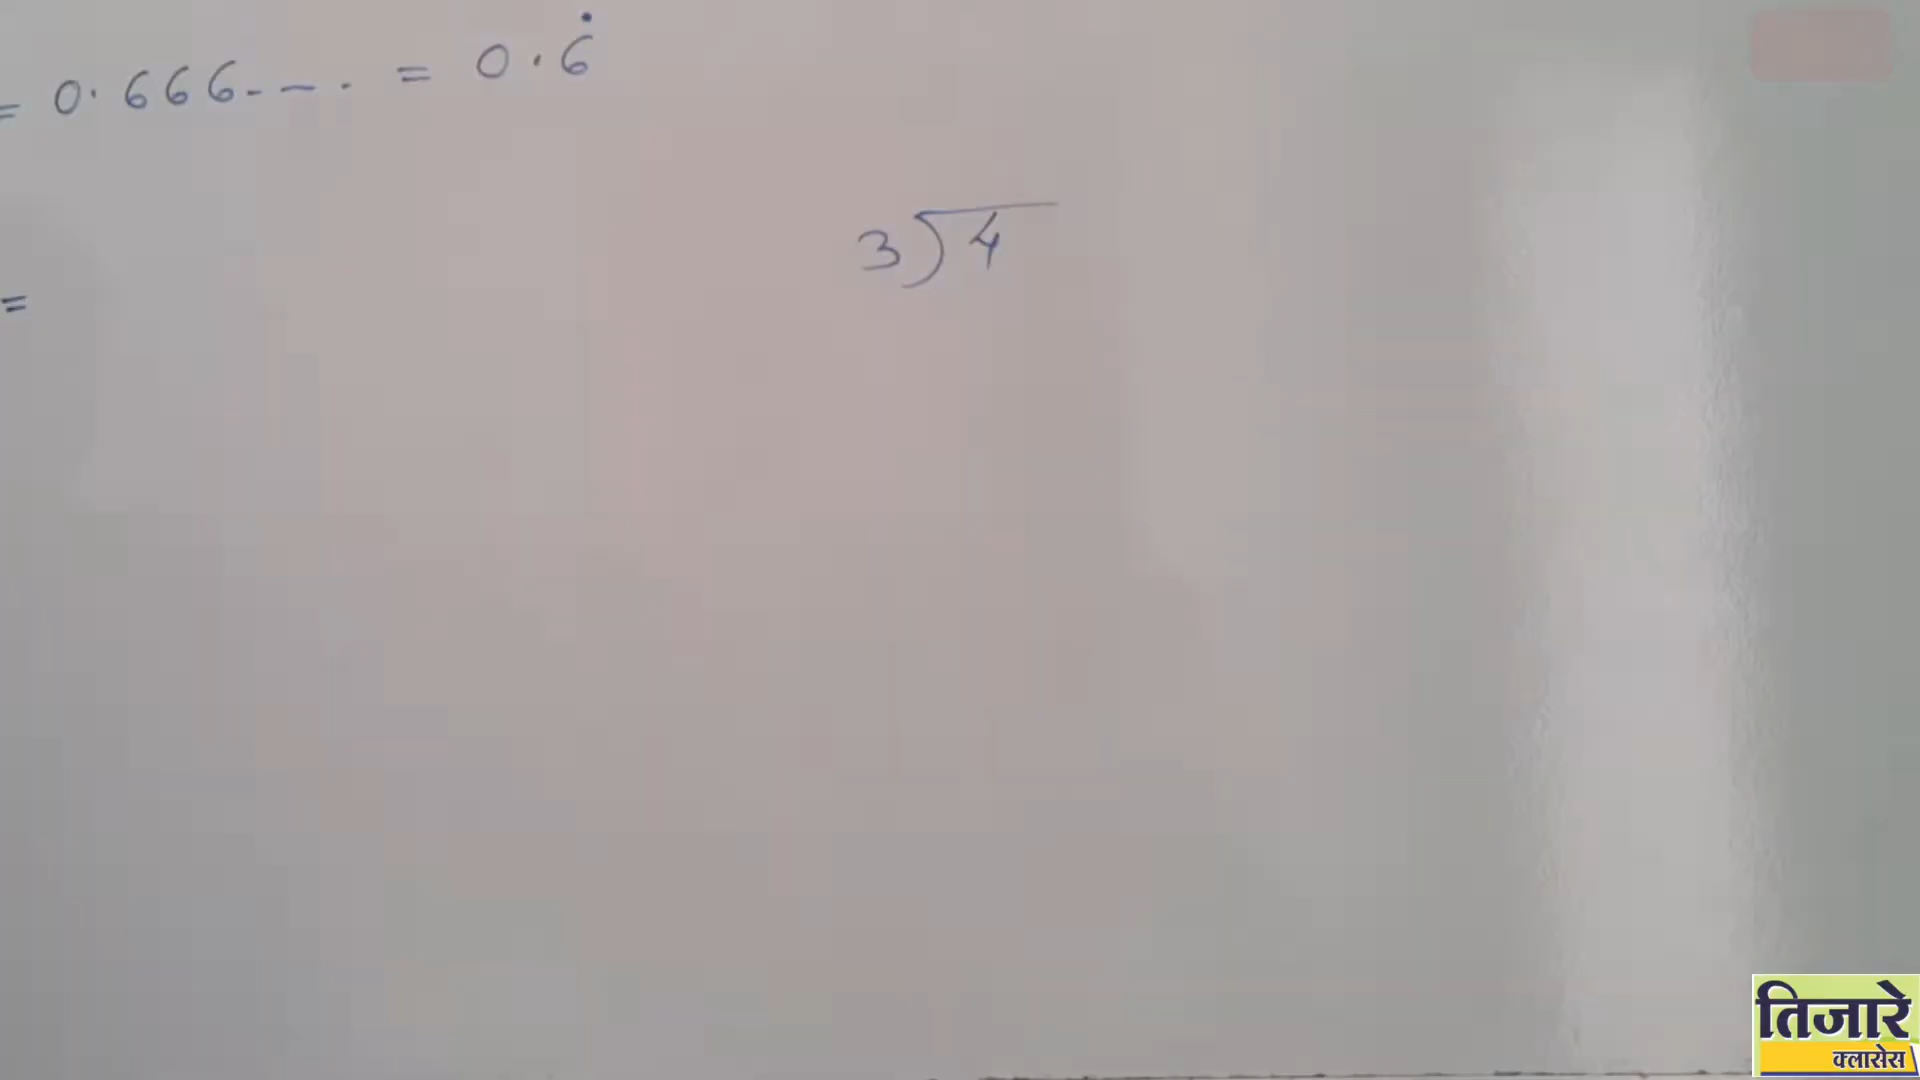 = 0.666---. = 0.6̇
3)4
=
तिजारे
क्लासेस